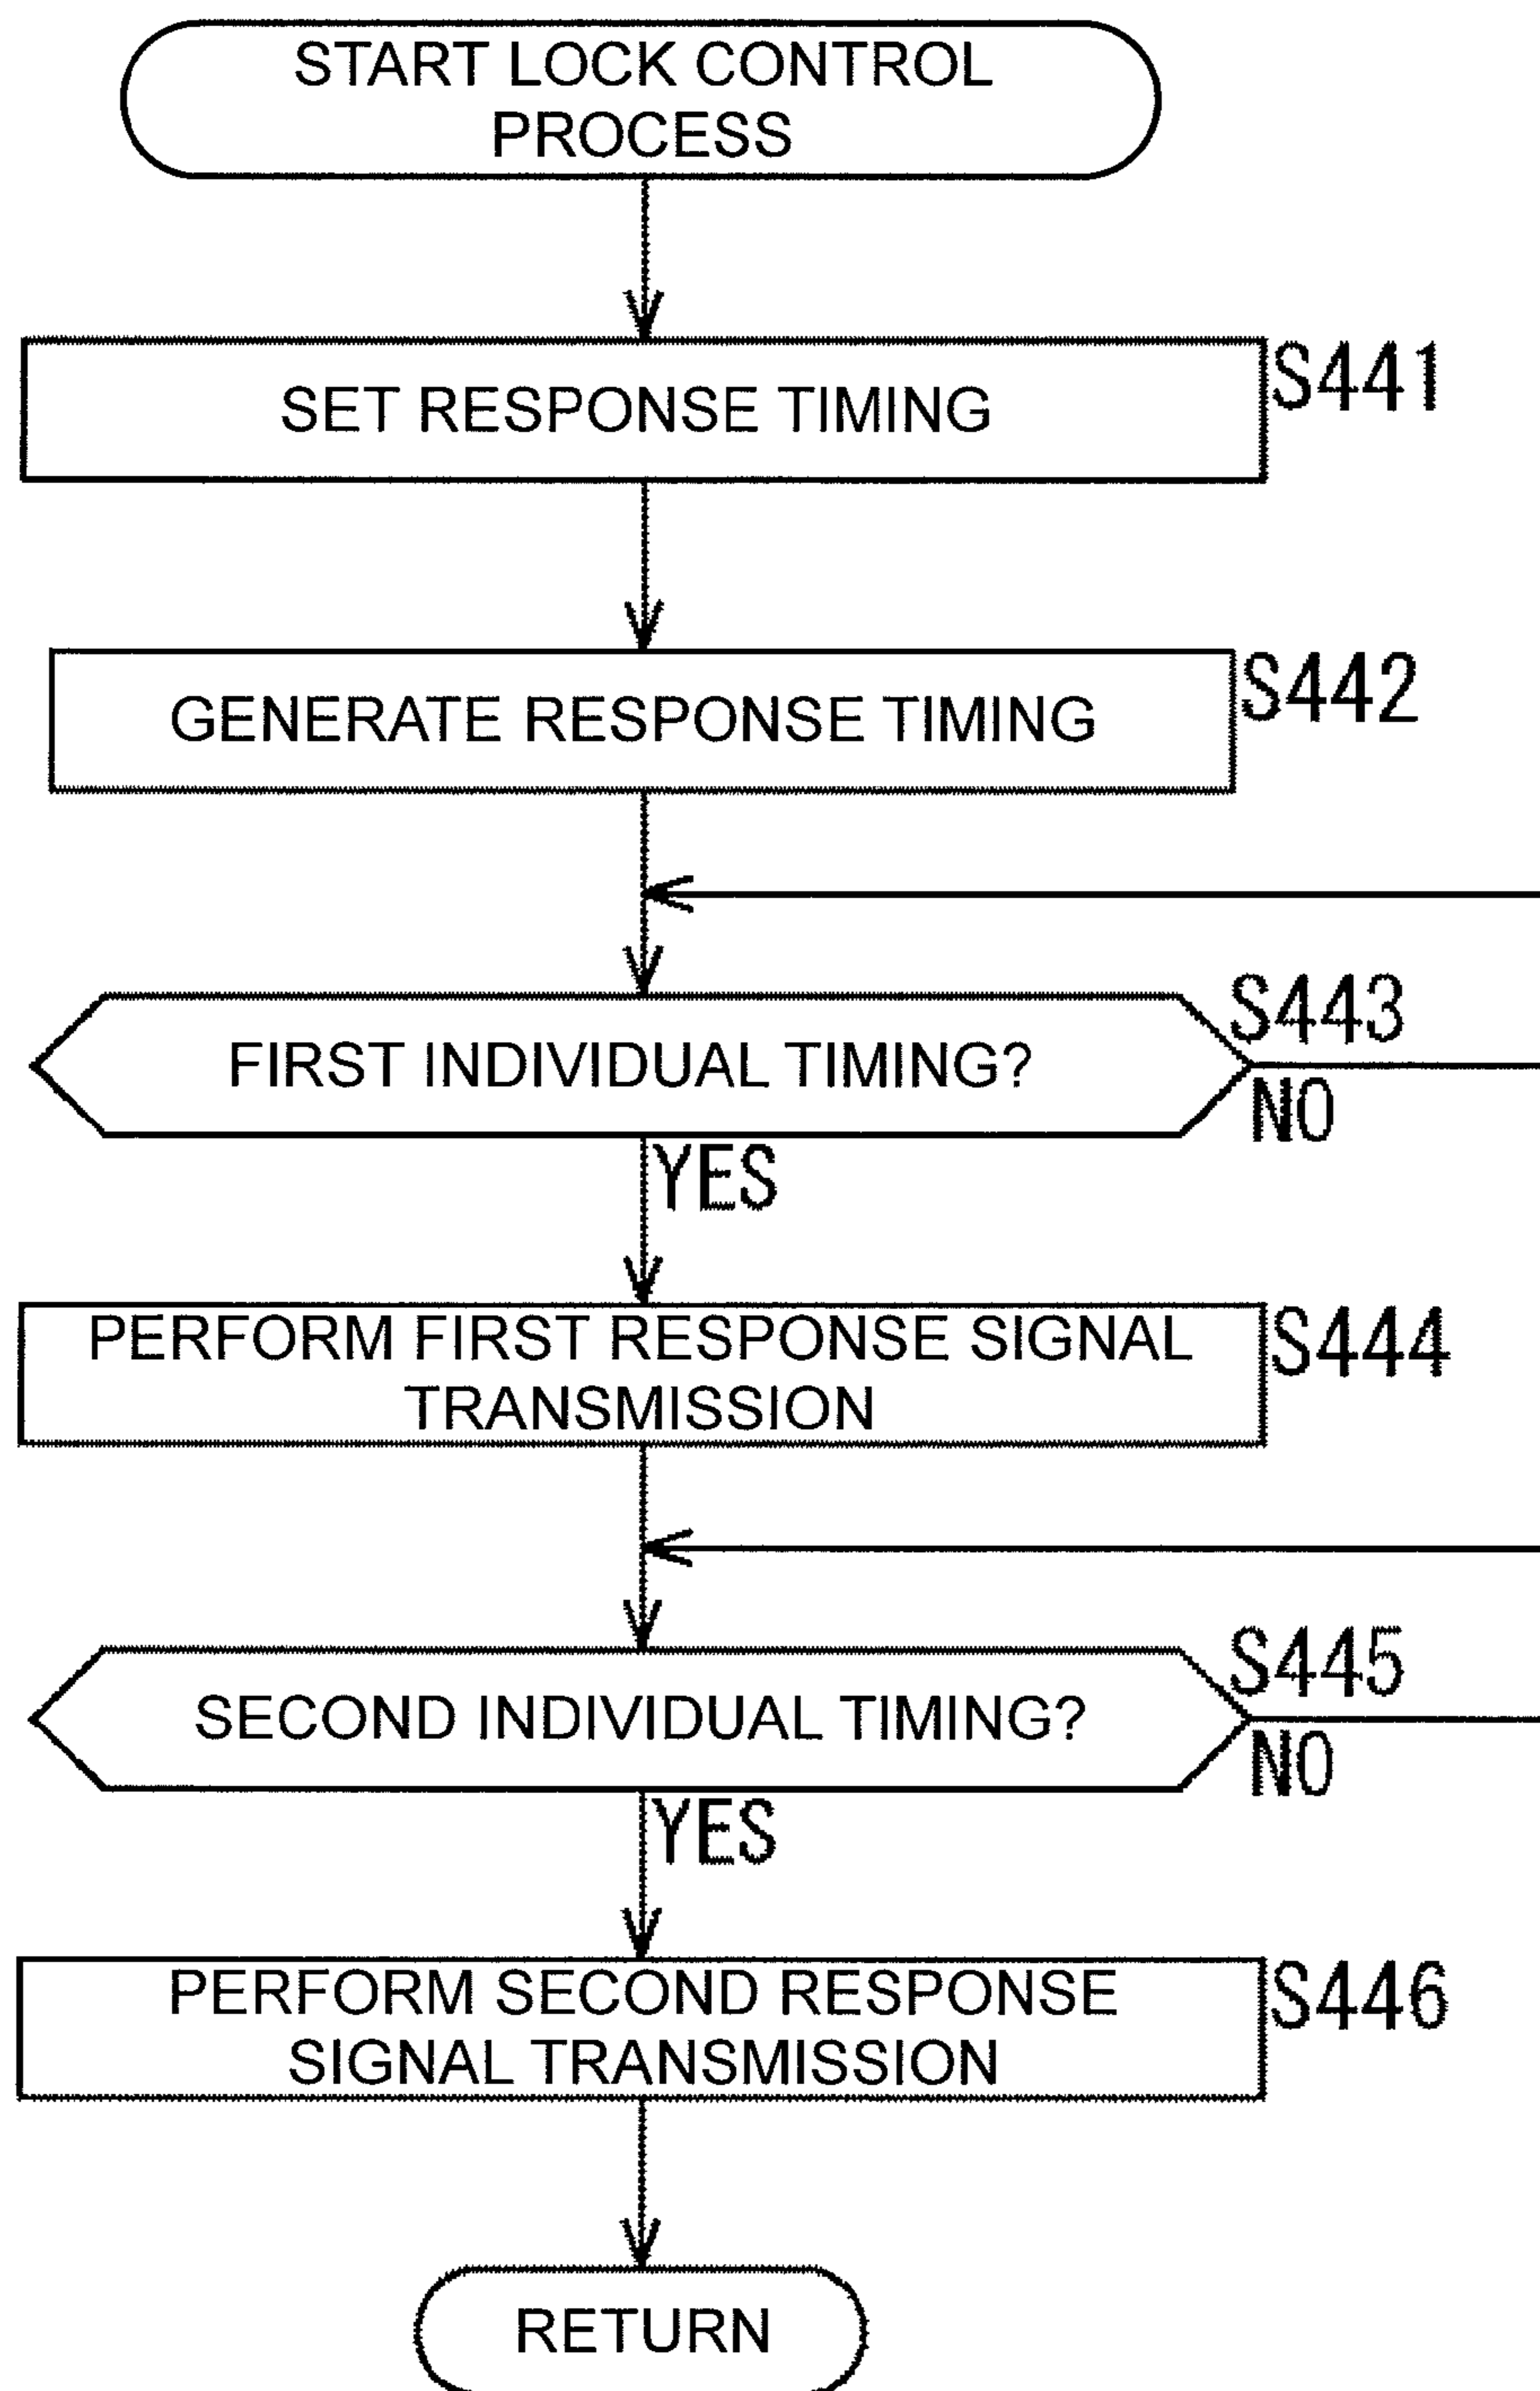 START LOCK CONTROL
PROCESS
SET RESPONSE TIMING
S441
GENERATE RESPONSE TIMING
S442
FIRST INDIVIDUAL TIMING?
S443
NO
YES
PERFORM FIRST RESPONSE SIGNAL
TRANSMISSION
S444
SECOND INDIVIDUAL TIMING?
S445
NO
YES
PERFORM SECOND RESPONSE
SIGNAL TRANSMISSION
S446
RETURN